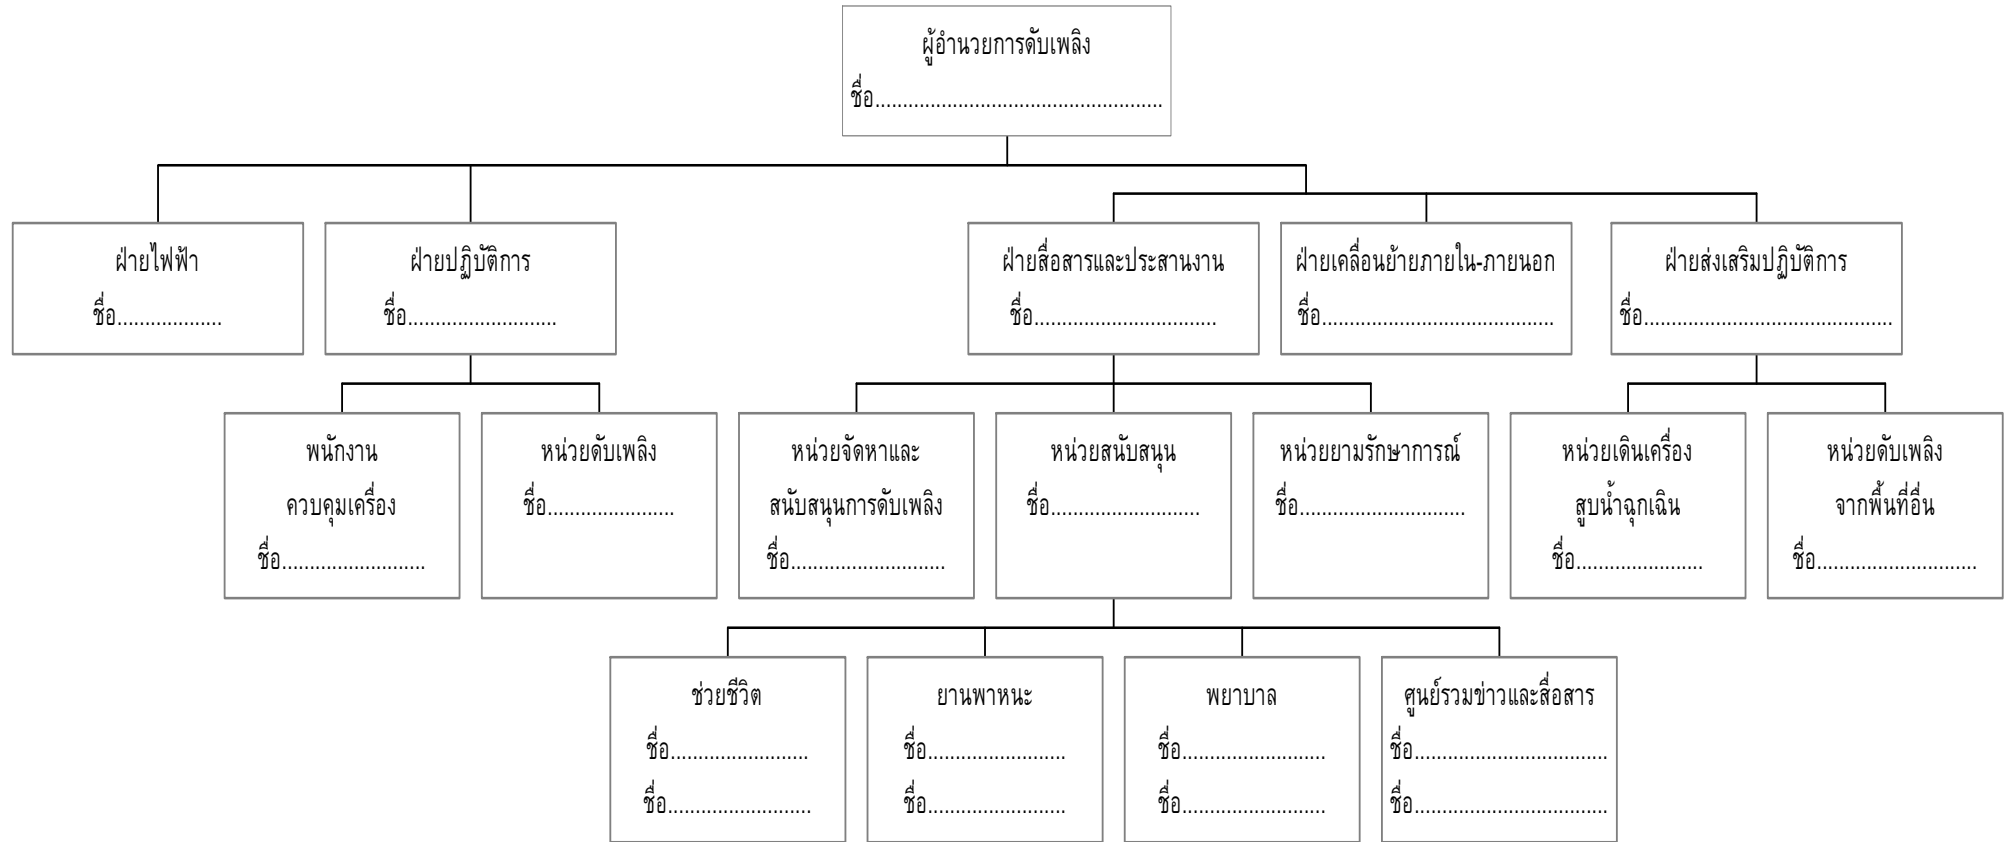 ผู้อำนวยการดับเพลิง
ชื่อ....................................................
ฝ่ายไฟฟ้า
ชื่อ...................
ฝ่ายปฏิบัติการ
ชื่อ...........................
ฝ่ายสื่อสารและประสานงาน
ชื่อ.................................
ฝ่ายเคลื่อนย้ายภายใน-ภายนอก
ชื่อ..........................................
ฝ่ายส่งเสริมปฏิบัติการ
ชื่อ.............................................
พนักงาน
ควบคุมเครื่อง
ชื่อ..........................
หน่วยดับเพลิง
ชื่อ.......................
หน่วยจัดหาและ
สนับสนุนการดับเพลิง
ชื่อ............................
หน่วยสนับสนุน
ชื่อ...........................
หน่วยยามรักษาการณ์
ชื่อ..............................
หน่วยเดินเครื่อง
สูบน้ำฉุกเฉิน
ชื่อ.......................
หน่วยดับเพลิง
จากพื้นที่อื่น
ชื่อ.............................
ช่วยชีวิต
ชื่อ.........................
ชื่อ..........................
ยานพาหนะ
ชื่อ.........................
ชื่อ.........................
พยาบาล
ชื่อ..........................
ชื่อ..........................
ศูนย์รวมข่าวและสื่อสาร
ชื่อ...................................
ชื่อ...................................